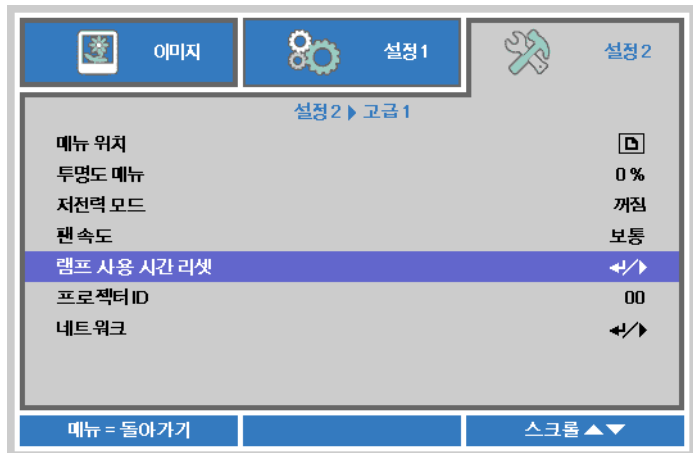 이미지 설정1 설정2
설정2 ▶ 고급1
메뉴 위치
투명도 메뉴 0 %
저전력 모드 꺼짐
팬 속도 보통
램프 사용 시간 리셋 ↵/▶
프로젝터 ID 00
네트워크 ↵/▶
메뉴 = 돌아가기 스크롤 ▲▼